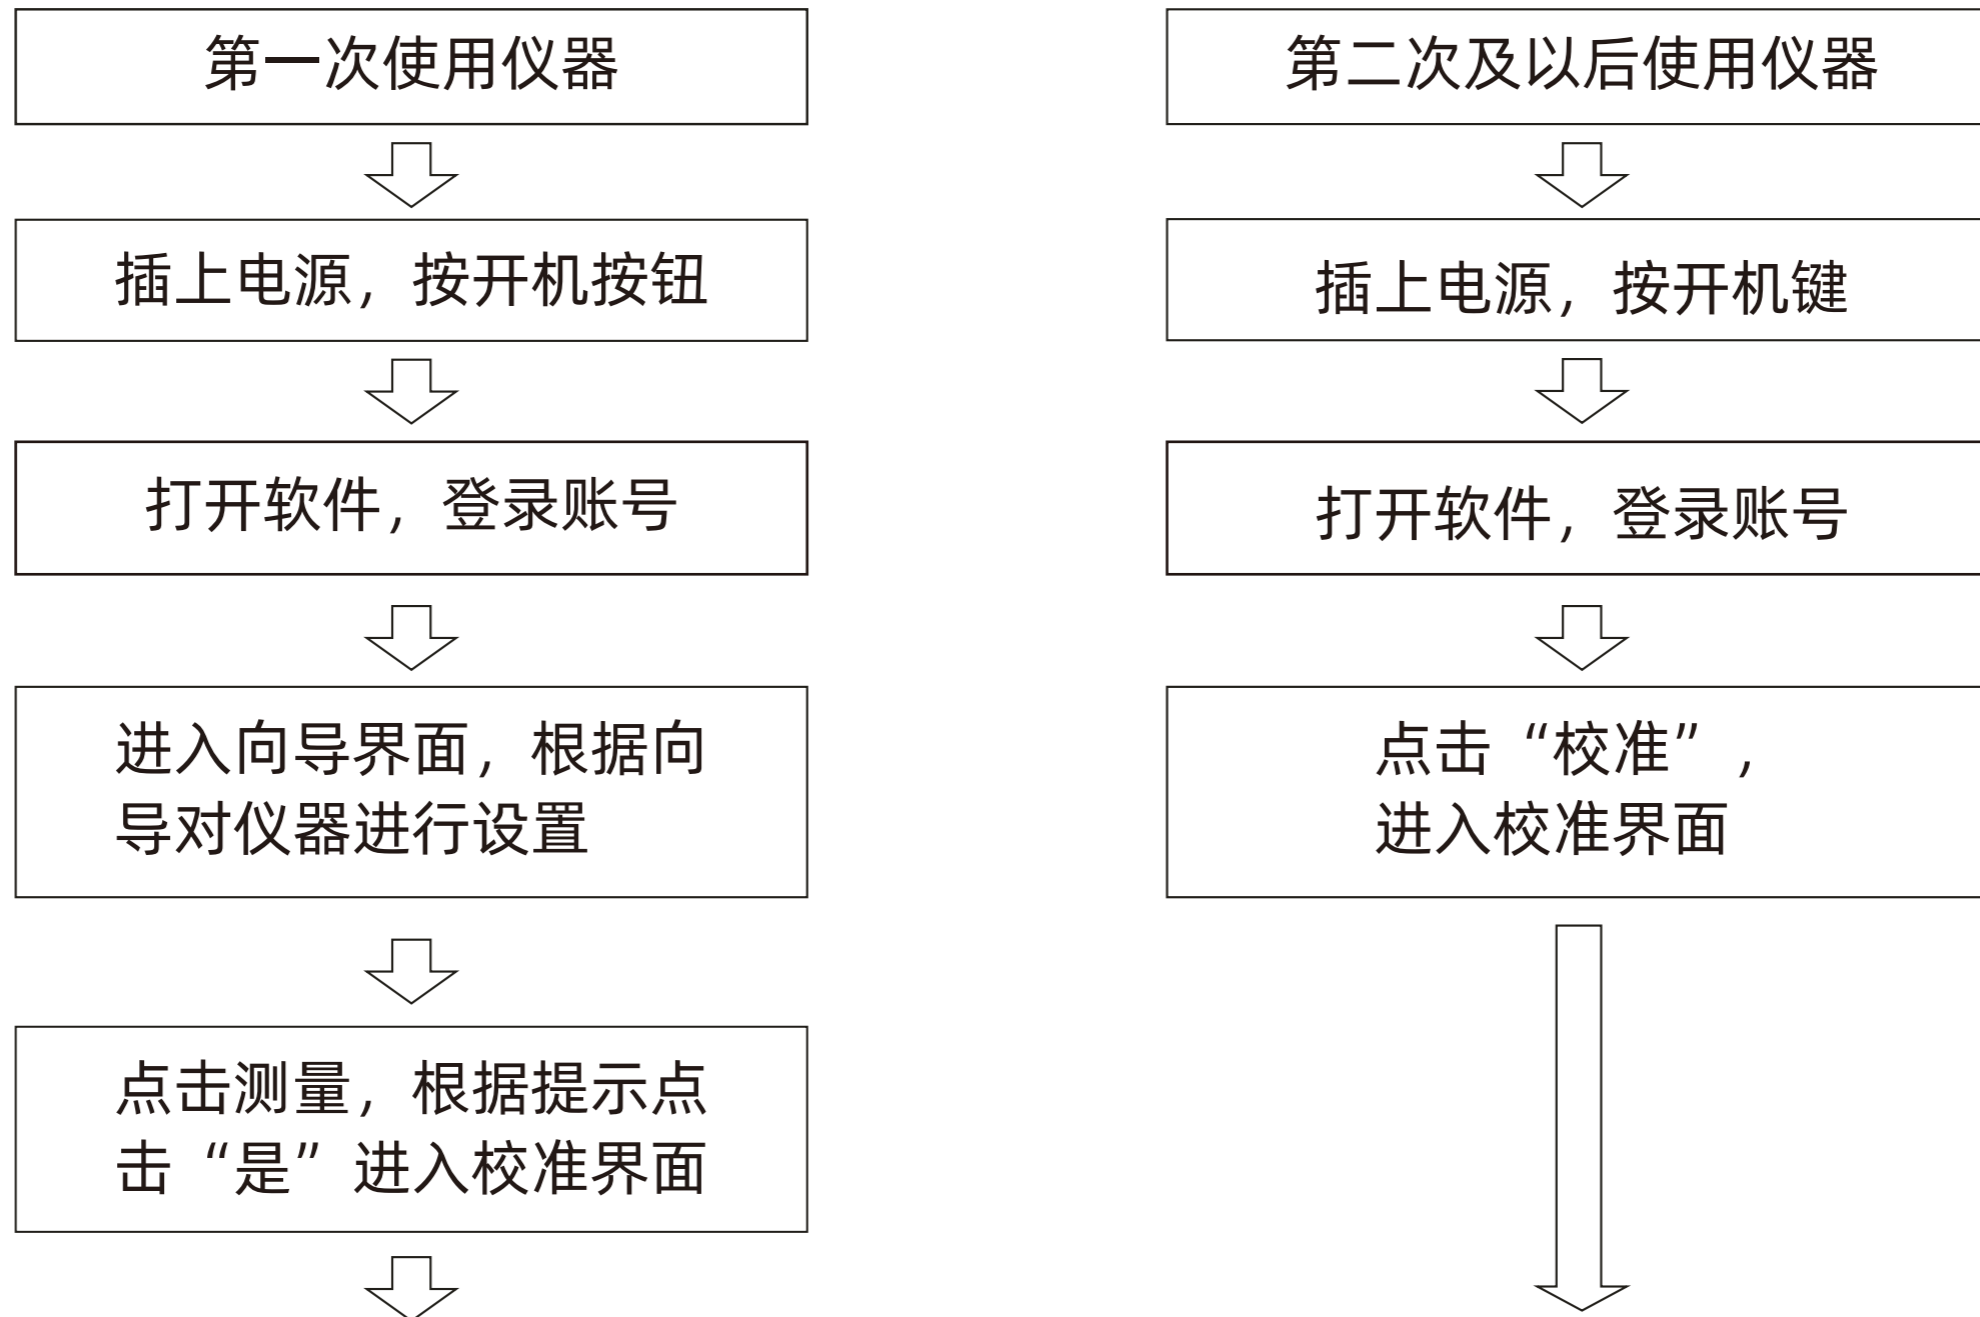 第一次使用仪器
插上电源，按开机按钮
打开软件，登录账号
进入向导界面，根据向
导对仪器进行设置
点击测量，根据提示点
击“是”进入校准界面
第二次及以后使用仪器
插上电源，按开机键
打开软件，登录账号
点击“校准”，
进入校准界面